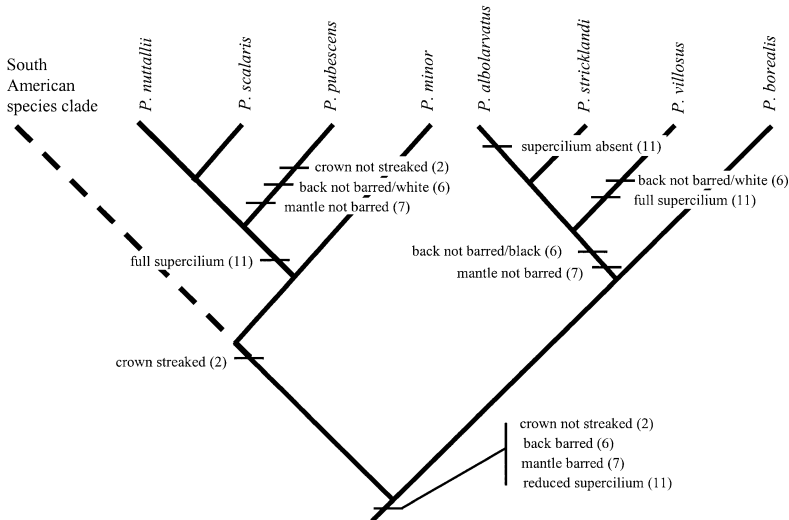 South
American
species clade
P. nuttallii
P. scalaris
P. pubescens
P. minor
P. albolarvatus
P. stricklandi
P. villosus
P. borealis
supercilium absent (11)
crown not streaked (2)
back not barred/white (6)
mantle not barred (7)
back not barred/white (6)
full supercilium (11)
full supercilium (11)
back not barred/black (6)
mantle not barred (7)
crown streaked (2)
crown not streaked (2)
back barred (6)
mantle barred (7)
reduced supercilium (11)